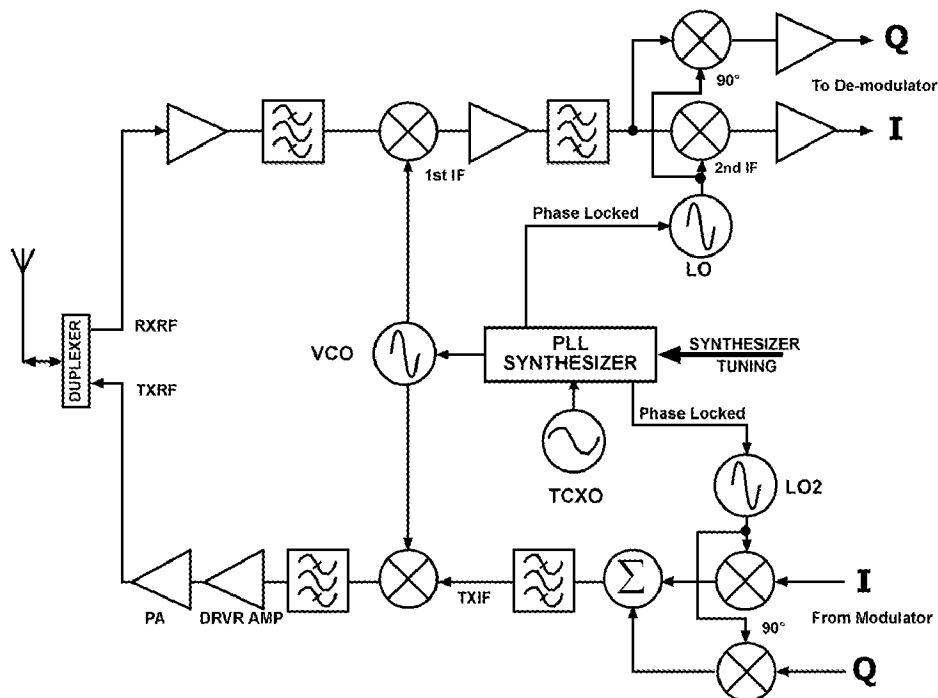 Q
90°
To De-modulator
I
1st IF
2nd IF
Phase Locked
LO
RXRF
DUPLEXER
VCO
PLL
SYNTHESIZER
SYNTHESIZER
TUNING
TXRF
Phase Locked
TCXO
LO2
Σ
I
TXIF
PA
DRVR AMP
From Modulator
90°
Q